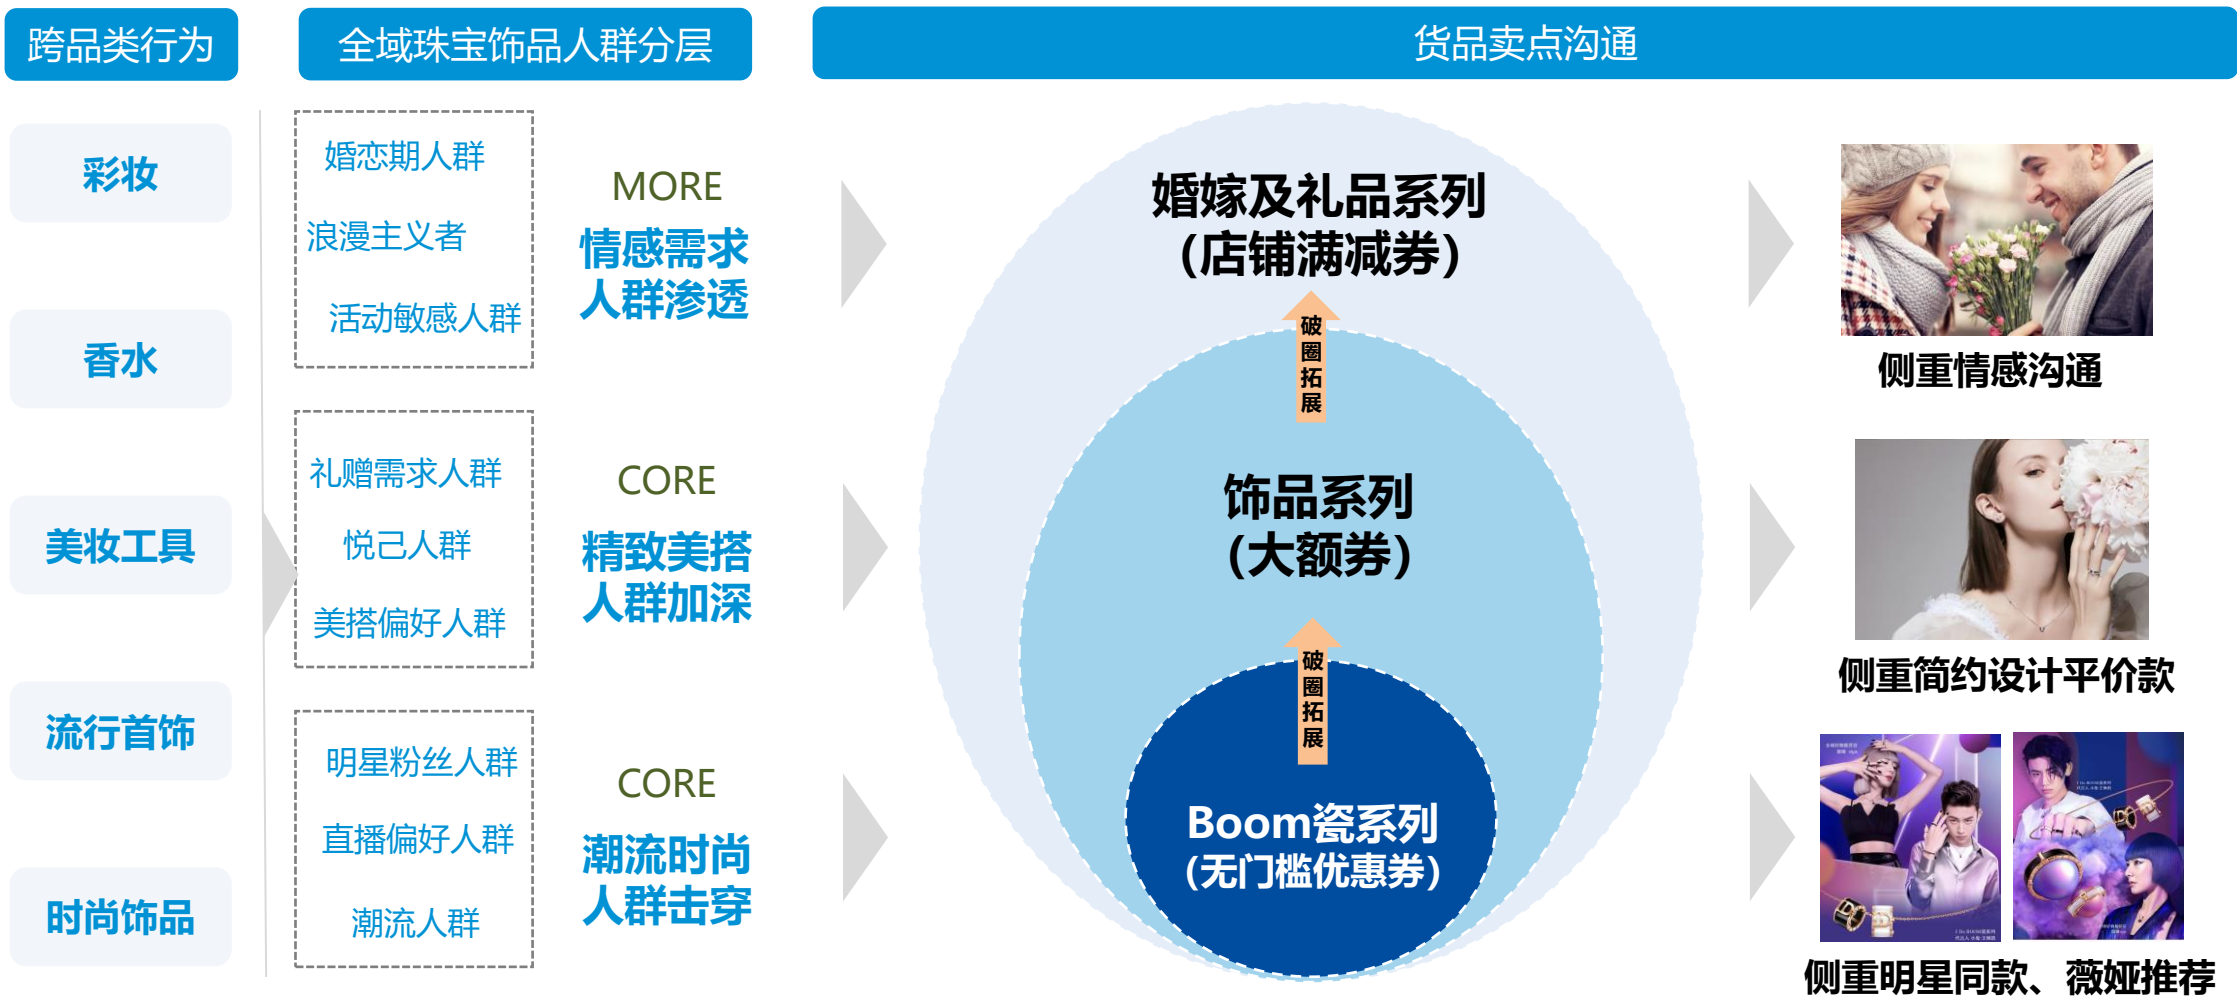 跨品类行为
全域珠宝饰品人群分层
货品卖点沟通
彩妆
香水
美妆工具
流行首饰
时尚饰品
婚恋期人群
浪漫主义者
活动敏感人群
MORE
情感需求
人群渗透
婚嫁及礼品系列
(店铺满减券)
破
圈
拓
展
侧重情感沟通
礼赠需求人群
悦己人群
美搭偏好人群
CORE
精致美搭
人群加深
饰品系列
(大额券)
破
圈
拓
展
侧重简约设计平价款
明星粉丝人群
直播偏好人群
潮流人群
CORE
潮流时尚
人群击穿
Boom瓷系列
(无门槛优惠券)
侧重明星同款、薇娅推荐